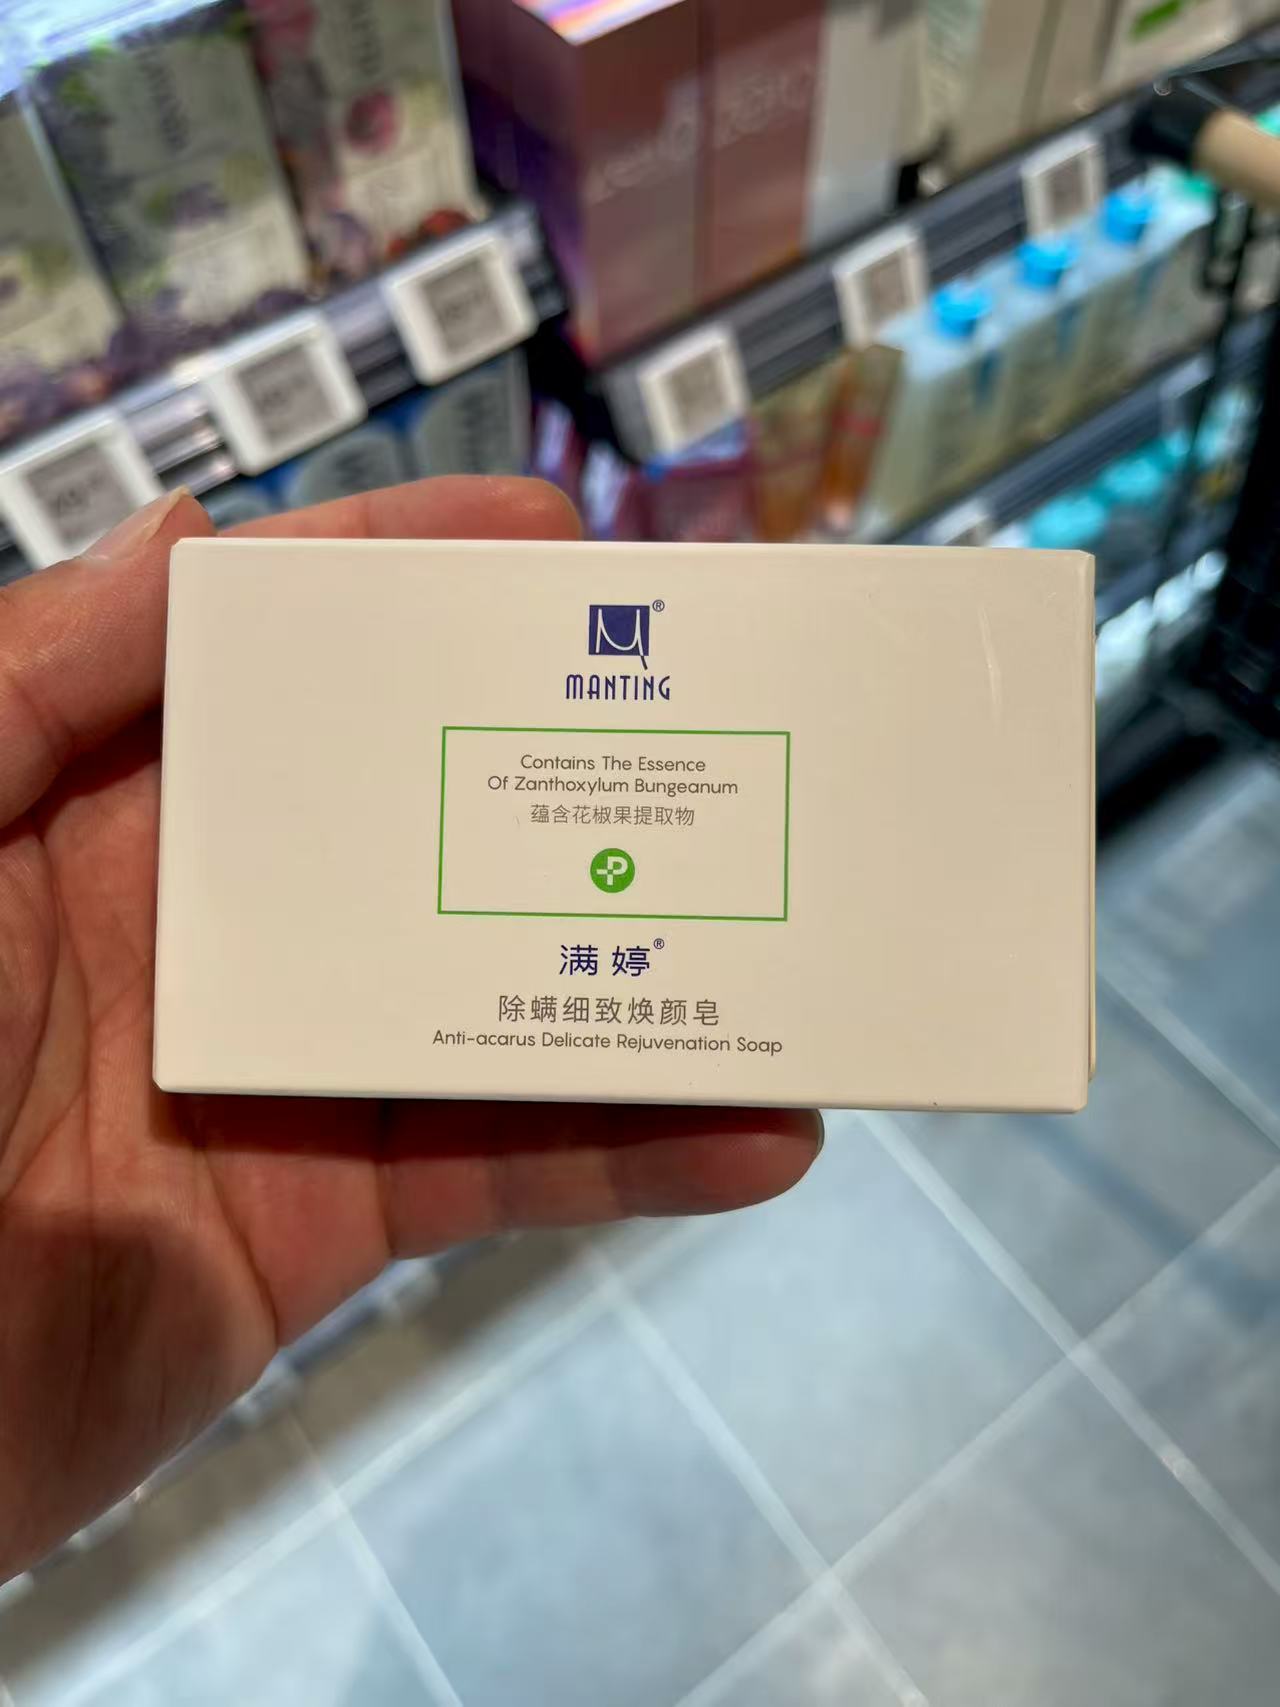 ®
MANTING
Contains The Essence
Of Zanthoxylum Bungeanum
蕴含花椒果提取物
P
满婷®
除螨细致焕颜皂
Anti-acarus Delicate Rejuvenation Soap